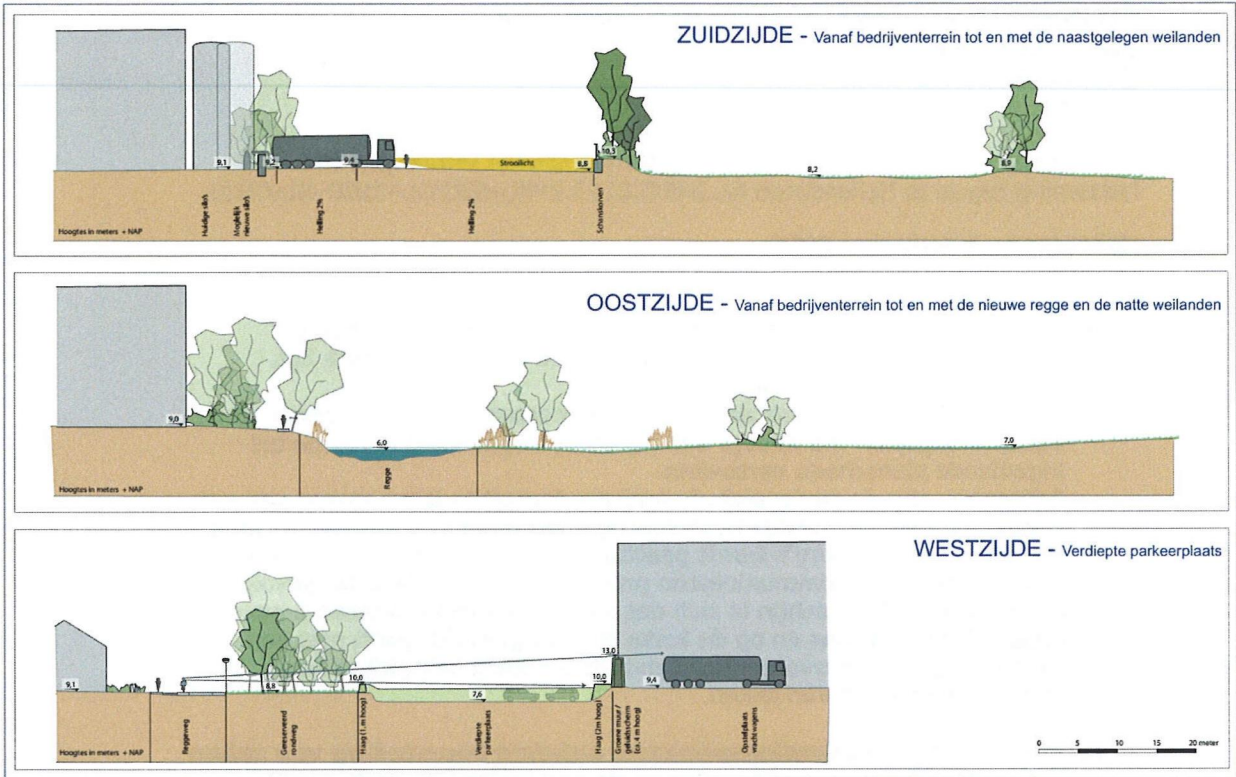 ZUIDZIJDE - Vanaf bedrijventerrein tot en met de naastgelegen weilanden
9,1
9,2
9,4
Strooilicht
8,8
10,3
8,2
8,9
Hoogtes in meters + NAP
Huidige silo's
Mogelijk
nieuwe silo's
Helling 2%
Helling 2%
Schanskorven
OOSTZIJDE - Vanaf bedrijventerrein tot en met de nieuwe regge en de natte weilanden
9,0
6,0
7,0
Regge
Hoogtes in meters + NAP
WESTZIJDE - Verdiepte parkeerplaats
9,1
8,8
10,0
7,6
10,0
13,0
9,4
Hoogtes in meters + NAP
Reggeweg
Gereserveerd
rondweg
Haag (1, m hoog)
Verdiepte
parkeerplaats
Haag (2m hoog)
Groene muur /
geluidscherm
(ca. 4 m hoog)
Opstelplaats
vrachtwagens
0 5 10 15 20 meter